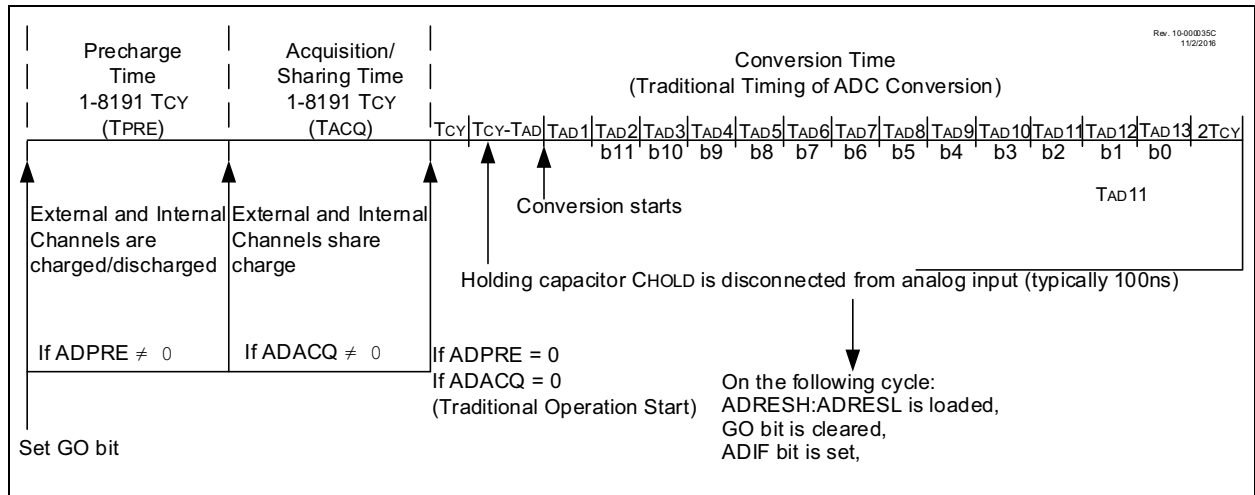 Rev. 10-000035C
11/2/2016
Precharge
Time
1-8191 TCY
(TPRE)
Acquisition/
Sharing Time
1-8191 TCY
(TACQ)
Conversion Time
(Traditional Timing of ADC Conversion)
TCY TCY-TAD TAD1 TAD2 TAD3 TAD4 TAD5 TAD6 TAD7 TAD8 TAD9 TAD10 TAD11 TAD12 TAD13 2TCY
b11 b10 b9 b8 b7 b6 b5 b4 b3 b2 b1 b0
TAD11
External and Internal
Channels are
charged/discharged
External and Internal
Channels share
charge
Conversion starts
Holding capacitor CHOLD is disconnected from analog input (typically 100ns)
If ADPRE ≠ 0
If ADACQ ≠ 0
If ADPRE = 0
If ADACQ = 0
(Traditional Operation Start)
On the following cycle:
ADRESH:ADRESL is loaded,
GO bit is cleared,
ADIF bit is set,
Set GO bit